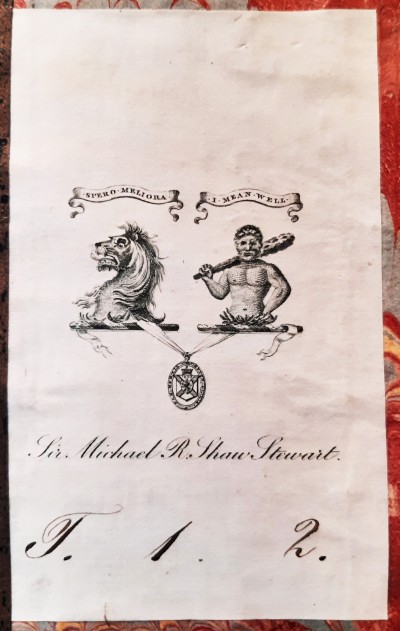 ·SPERO·MELIORA·
·I·MEAN·WELL·
Sir Michael R. Shaw Stewart.
T. 1. 2.